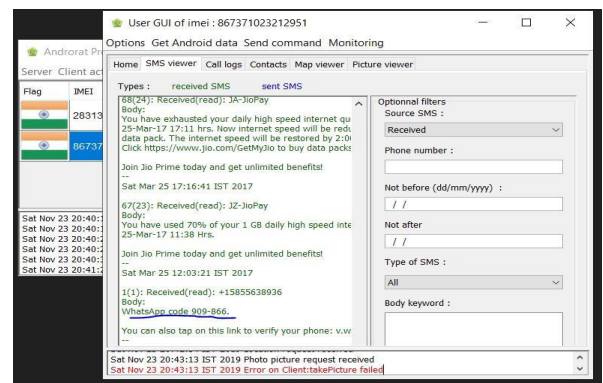 User GUI of imei : 867371023212951
Options Get Android data Send command Monitoring
Home SMS viewer Call logs Contacts Map viewer Picture viewer
Types : received SMS sent SMS
68(24): Received(read): JA-JioPay
Body:
You have exhausted your daily high speed internet qu
25-Mar-17 17:11 hrs. Now internet speed will be redu
data pack. The internet speed will be restored by 2:0
Click https://www.jio.com/GetMyJio to buy data packs
Join Jio Prime today and get unlimited benefits!
--
Sat Mar 25 17:16:41 IST 2017
67(23): Received(read): JZ-JioPay
Body:
You have used 70% of your 1 GB daily high speed inte
25-Mar-17 11:38 Hrs.
Join Jio Prime today and get unlimited benefits!
--
Sat Mar 25 12:03:21 IST 2017
1(1): Received(read): +15855638936
Body:
WhatsApp code 909-866.
You can also tap on this link to verify your phone: v.w
--
Optionnal filters
Source SMS :
Received
Phone number :
Not before (dd/mm/yyyy) :
/ /
Not after
/ /
Type of SMS :
All
Body keyword :
Sat Nov 23 20:43:13 IST 2019 Photo picture request received
Sat Nov 23 20:43:13 IST 2019 Error on Client:takePicture failed
Androrat Pr
Server Client act
Flag IMEI
28313
86737
Sat Nov 23 20:40:
Sat Nov 23 20:40:
Sat Nov 23 20:40:2
Sat Nov 23 20:40:2
Sat Nov 23 20:40:
Sat Nov 23 20:41:2